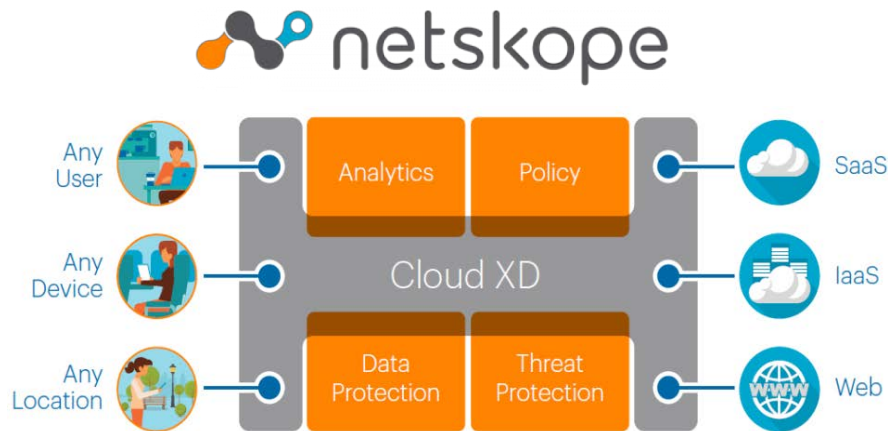 netskope
Any
User
Analytics
Policy
SaaS
Any
Device
Cloud XD
IaaS
Any
Location
Data
Protection
Threat
Protection
WWW
Web